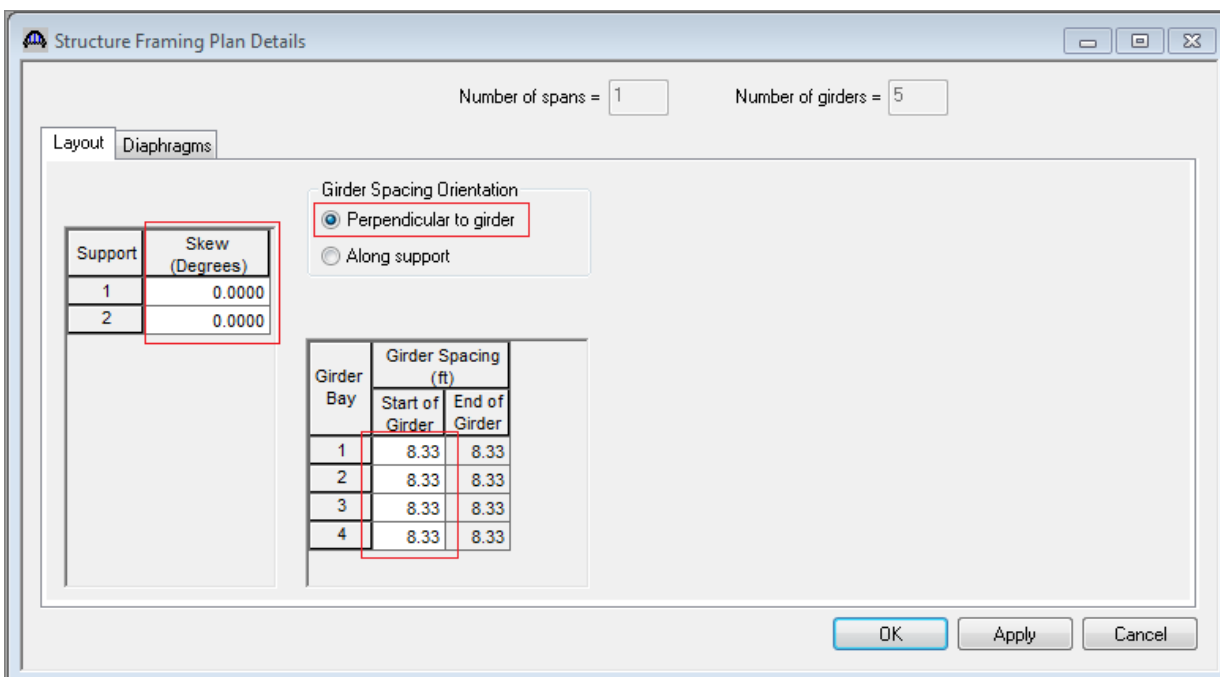 Structure Framing Plan Details
Number of spans = 1 Number of girders = 5
Layout Diaphragms
Girder Spacing Orientation
Perpendicular to girder
Along support
Support Skew (Degrees)
1 0.0000
2 0.0000
Girder Bay Girder Spacing (ft)
Start of Girder End of Girder
1 8.33 8.33
2 8.33 8.33
3 8.33 8.33
4 8.33 8.33
OK Apply Cancel